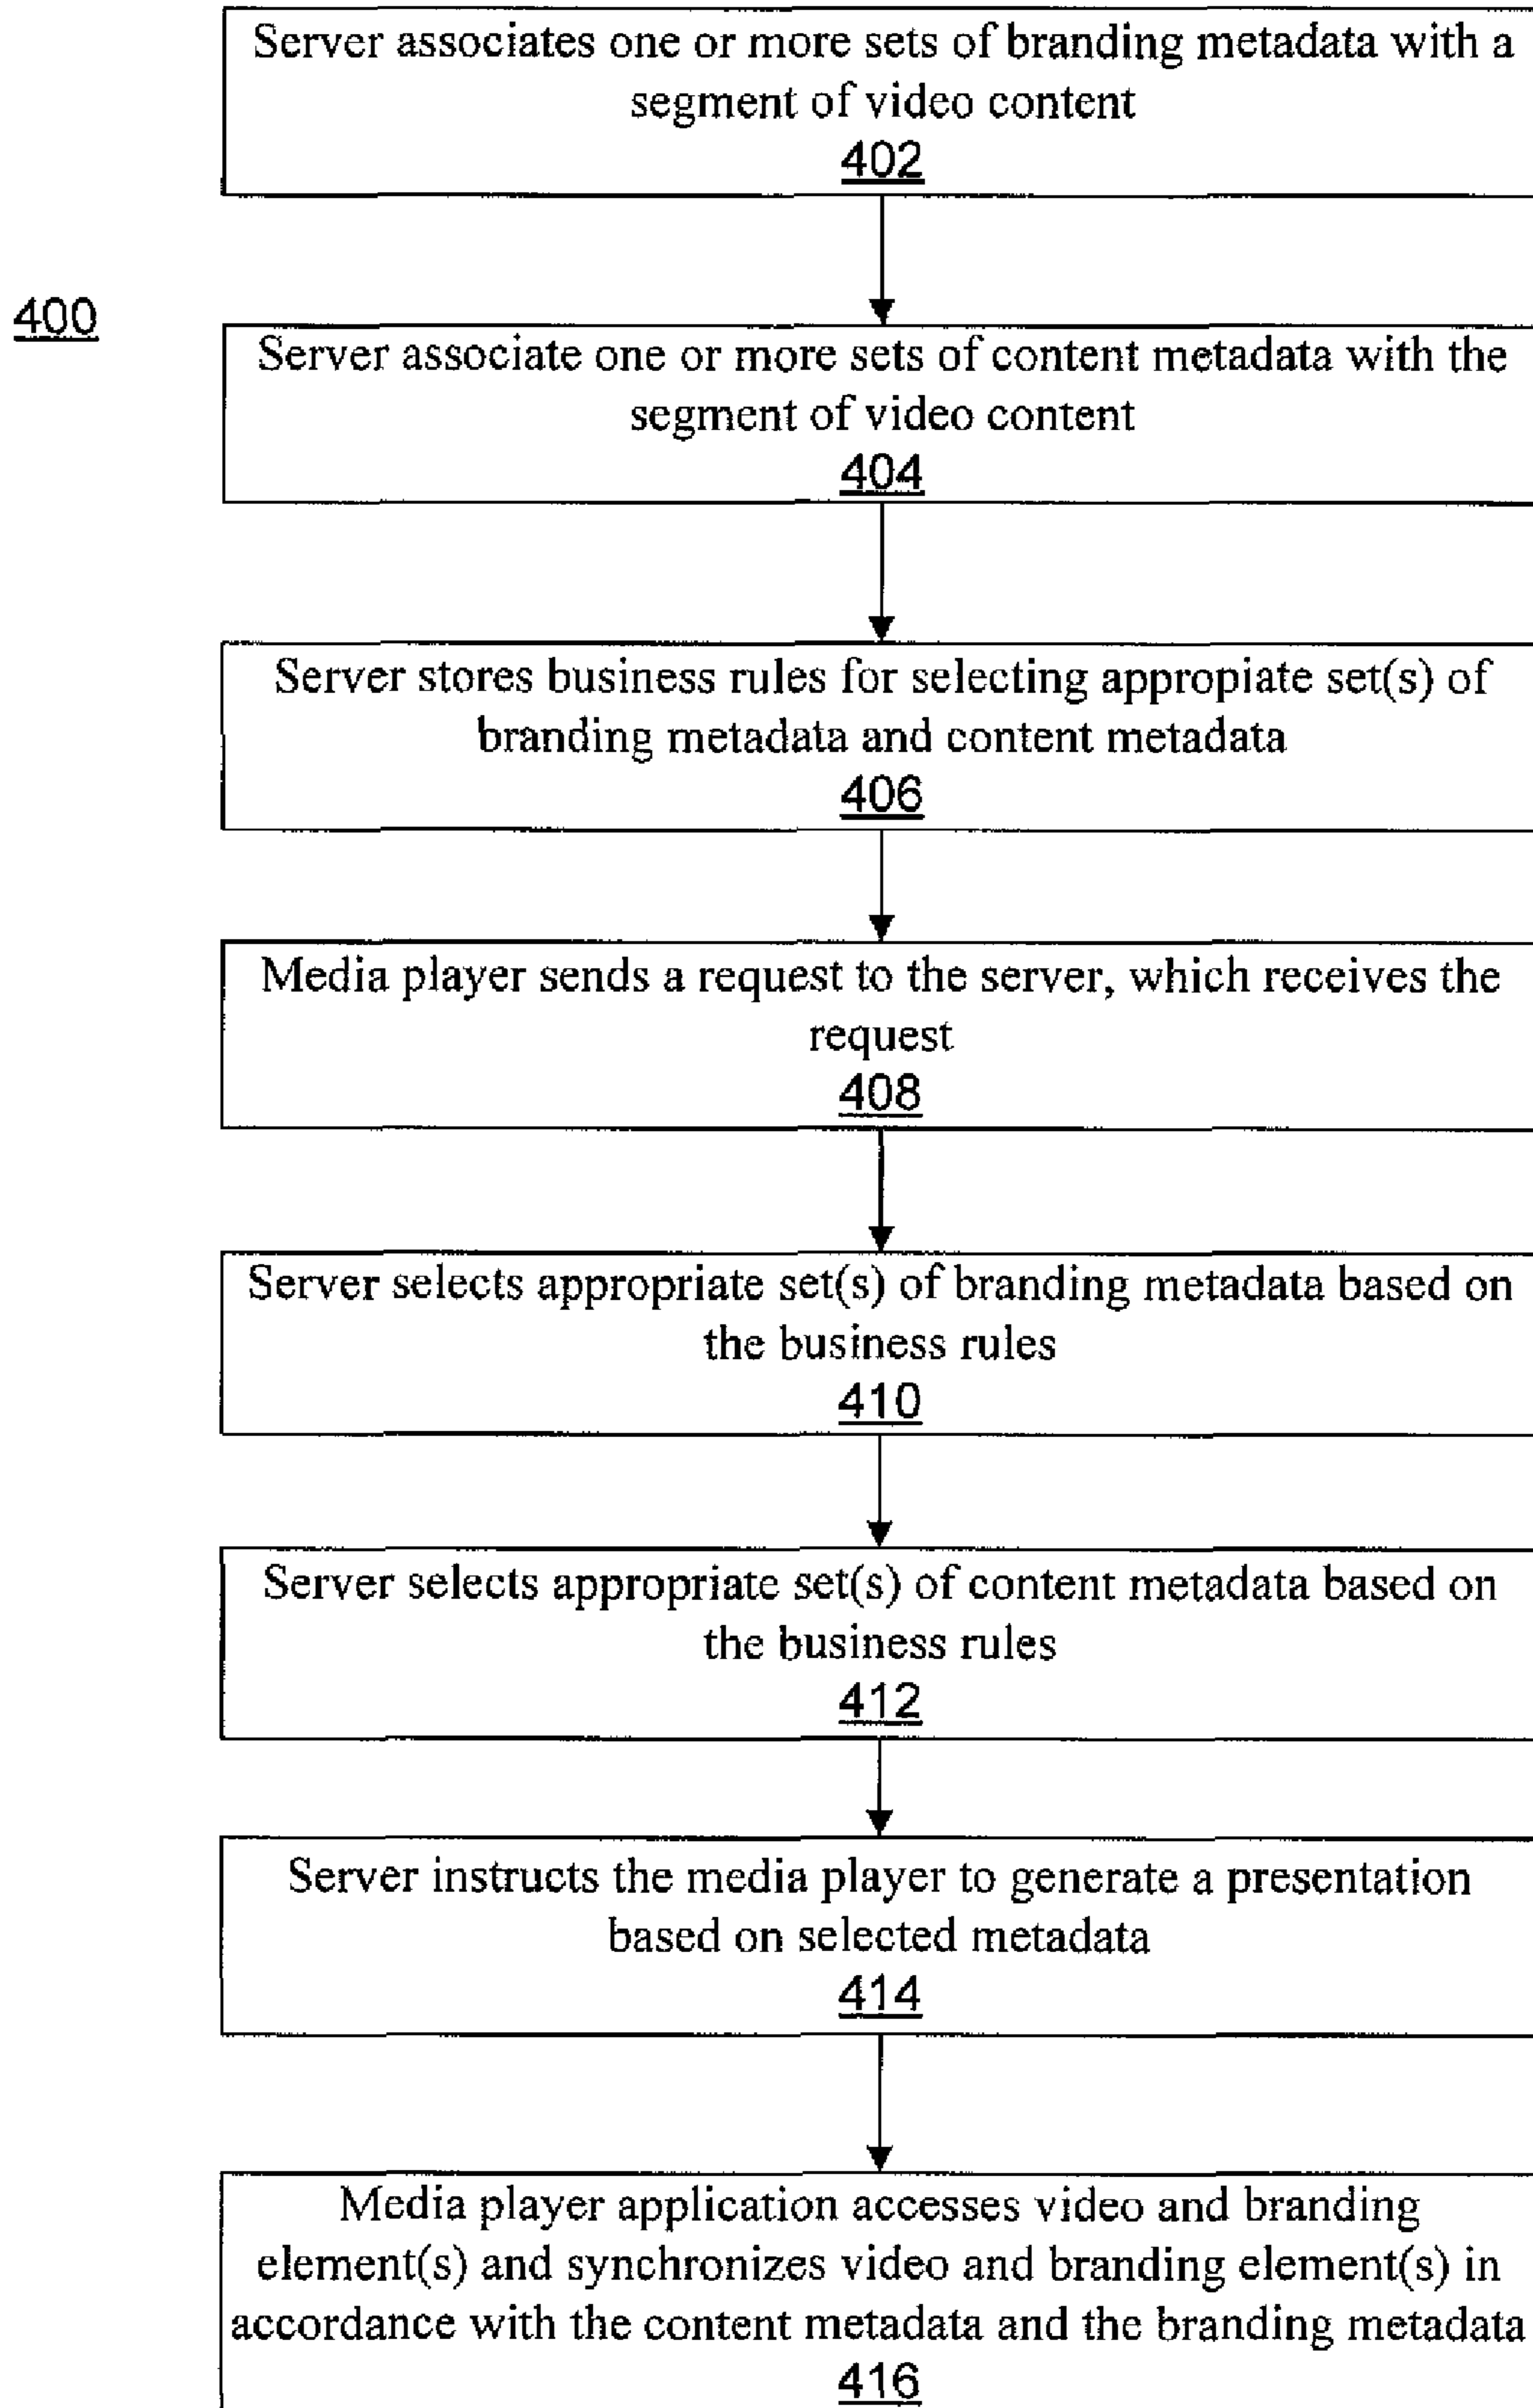 Server associates one or more sets of branding metadata with a
segment of video content
402
400
Server associate one or more sets of content metadata with the
segment of video content
404
Server stores business rules for selecting appropiate set(s) of
branding metadata and content metadata
406
Media player sends a request to the server, which receives the
request
408
Server selects appropriate set(s) of branding metadata based on
the business rules
410
Server selects appropriate set(s) of content metadata based on
the business rules
412
Server instructs the media player to generate a presentation
based on selected metadata
414
Media player application accesses video and branding
element(s) and synchronizes video and branding element(s) in
accordance with the content metadata and the branding metadata
416